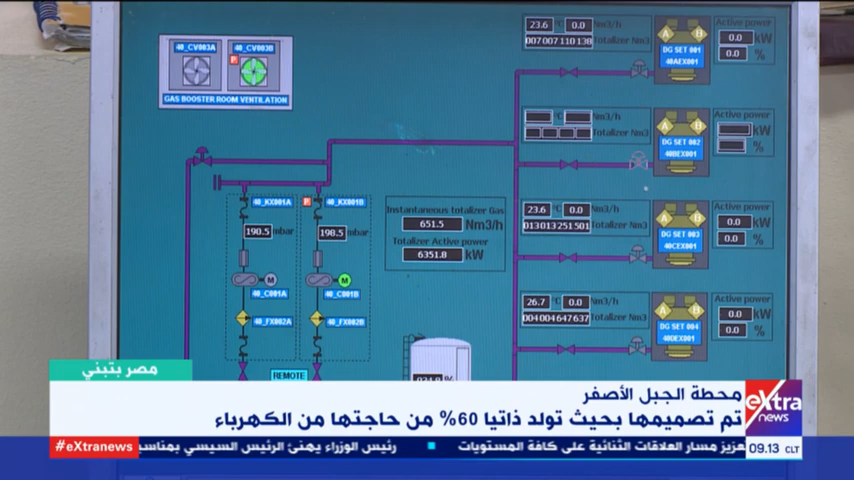 40_CV003A
40_CV003B
P
GAS BOOSTER ROOM VENTILATION
23.6 °C 0.0 Nm3/h
007007110138 Totalizer Nm3
A B
DG SET 001
40AEX001
Active power
0.0 kW
0.0 %
°C Nm3/h
Totalizer Nm3
A B
DG SET 002
40BEX001
Active power
kW
%
23.6 °C 0.0 Nm3/h
013013251501 Totalizer Nm3
A B
DG SET 003
40CEX001
Active power
0.0 kW
0.0 %
26.7 °C 0.0 Nm3/h
004004647637 Totalizer Nm3
A B
DG SET 004
40DEX001
Active power
0.0 kW
0.0 %
40_KX001A
P
40_KX001B
190.5 mbar
198.5 mbar
M
M
40_C001A
40_C001B
40_FX002A
40_FX002B
Instantaneous totalizer Gas
651.5 Nm3/h
Totalizer Active power
6351.8 kW
REMOTE
%
مصر بتبني
محطة الجبل الأصفر
تم تصميمها بحيث تولد ذاتيا 60% من حاجتها من الكهرباء
eXtra
news
09.13 CLT
#eXtranews
رئيس الوزراء يهنئ الرئيس السيسي بمناسبة
تعزيز مسار العلاقات الثنائية على كافة المستويات